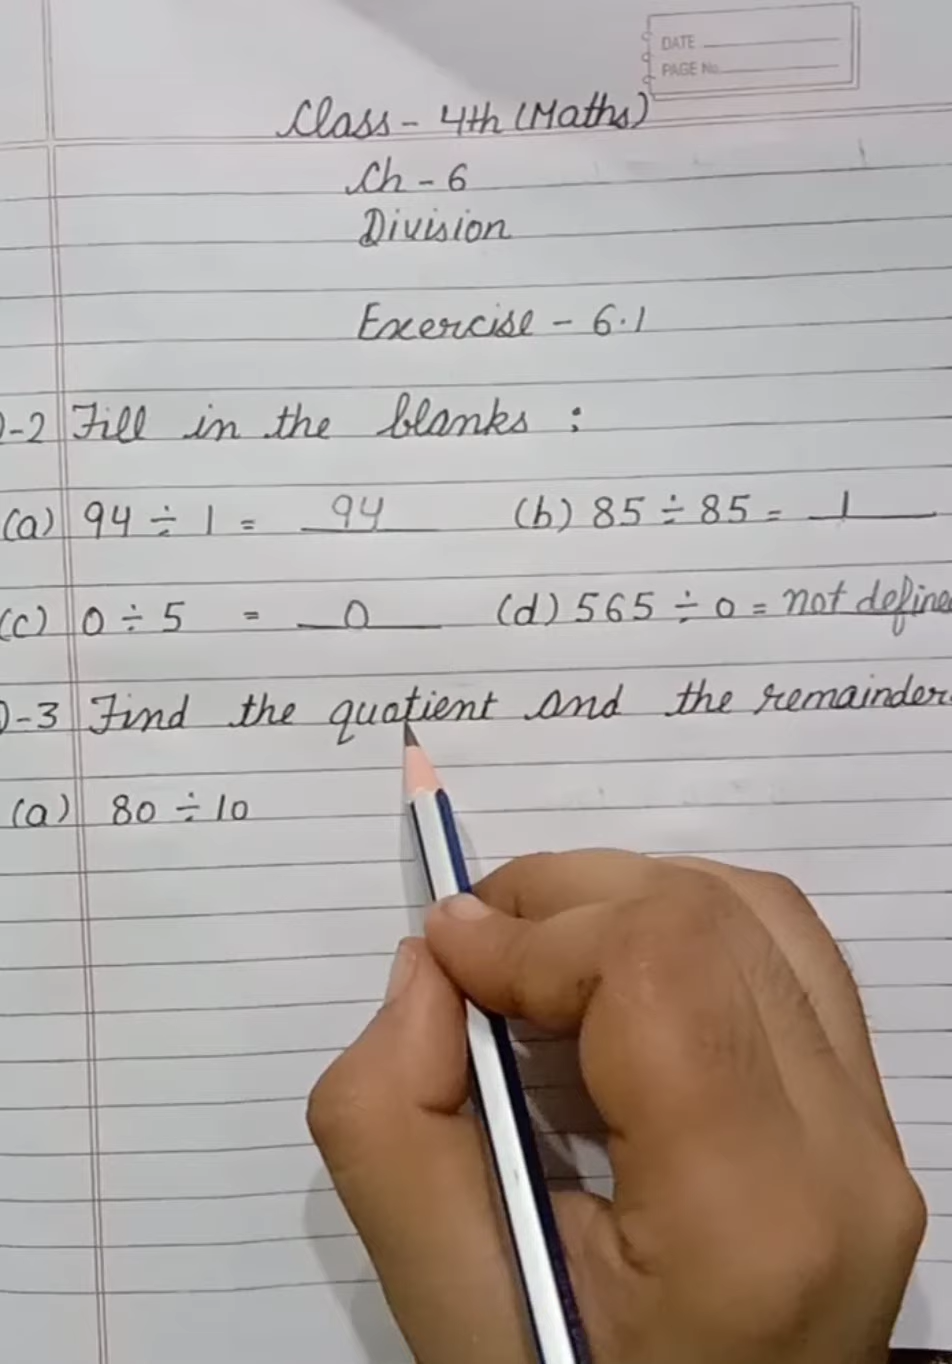 DATE
PAGE No.
Class - 4th (Maths)
Ch - 6
Division
Exercise - 6.1
-2 Fill in the blanks :
(a) 94 ÷ 1 = 94 (b) 85 ÷ 85 = 1
(c) 0 ÷ 5 = 0 (d) 565 ÷ 0 = not define
-3 Find the quotient and the remainder.
(a) 80 ÷ 10